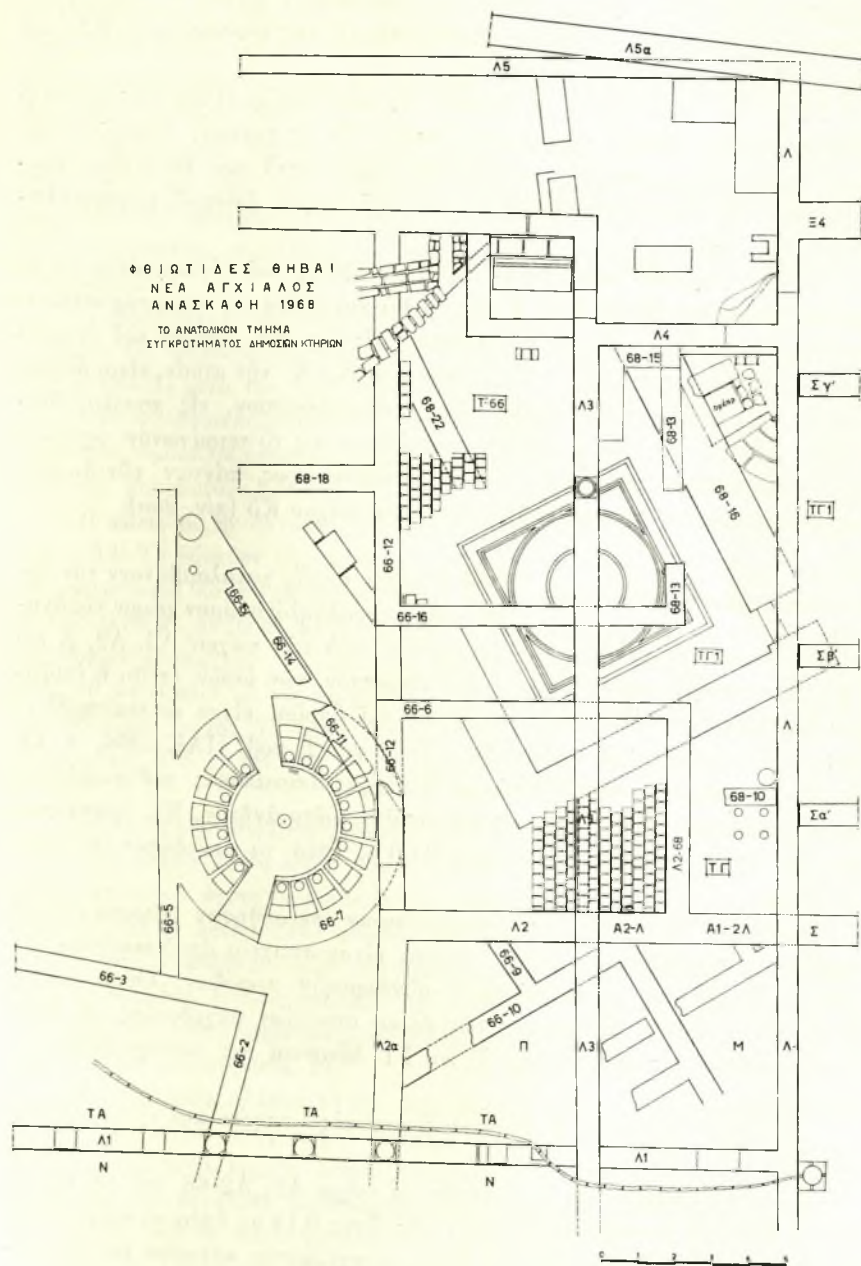 Λ5α
Λ5
Λ
Ξ4
ΦΘΙΩΤΙΔΕΣ ΘΗΒΑΙ
ΝΕΑ ΑΓΧΙΑΛΟΣ
ΑΝΑΣΚΑΦΗ 1968
ΤΟ ΑΝΑΤΟΛΙΚΟΝ ΤΜΗΜΑ
ΣΥΓΚΡΟΤΗΜΑΤΟΣ ΔΗΜΟΣΙΩΝ ΚΤΗΡΙΩΝ
Λ4
68-15
Σγ'
Τ-66
Λ3
68-13
68-22
68-18
68-16
ΤΓ1
66-12
68-13
66-16
66-14
ΤΓ1
Σβ'
66-6
Λ
66-11
66-12
68-10
Σα'
Λ2-68
ΤΓ
66-7
66-5
Λ2
Α2-Λ
Α1-2Λ
Σ
66-3
66-9
66-10
66-2
Λ2α
Π
Λ3
Μ
Λ
ΤΑ
ΤΑ
ΤΑ
Λ1
Λ1
Ν
Ν